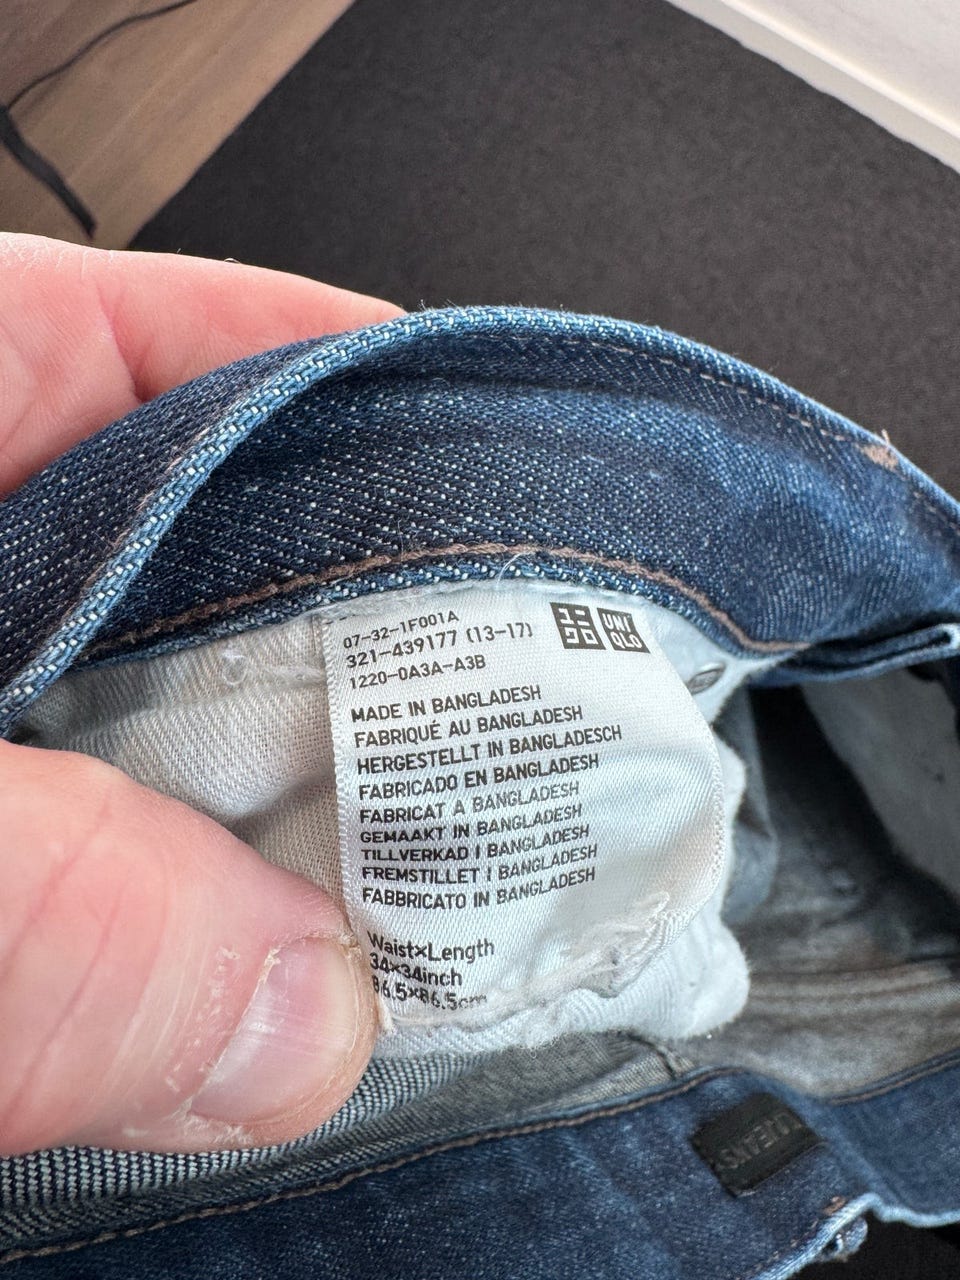 07-32-1F001A
321-439177 (13-17)
1220-0A3A-A3B
UNI
QLO
MADE IN BANGLADESH
FABRIQUÉ AU BANGLADESH
HERGESTELLT IN BANGLADESCH
FABRICADO EN BANGLADESH
FABRICAT A BANGLADESH
GEMAAKT IN BANGLADESH
TILLVERKAD I BANGLADESH
FREMSTILLET I BANGLADESH
FABBRICATO IN BANGLADESH
Waist×Length
34×34inch
86.5×86.5cm